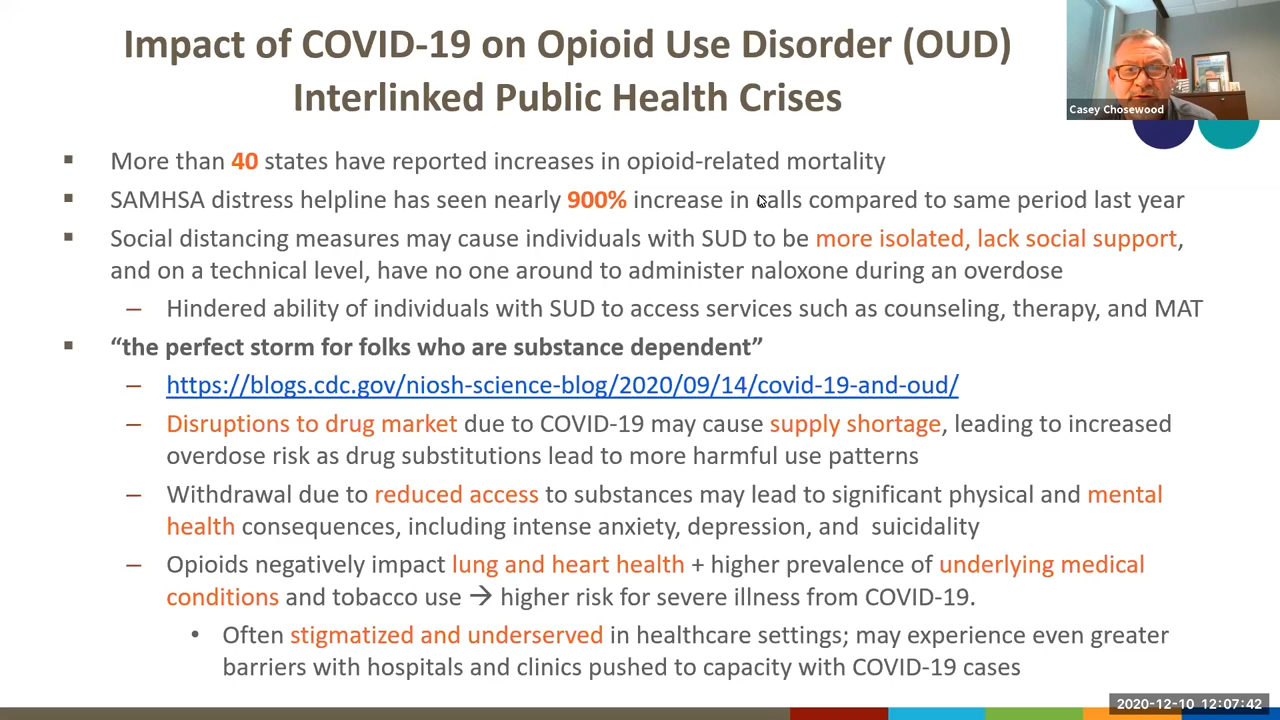 Impact of COVID-19 on Opioid Use Disorder (OUD)
Interlinked Public Health Crises
Casey Chosewood
▪ More than 40 states have reported increases in opioid-related mortality
▪ SAMHSA distress helpline has seen nearly 900% increase in calls compared to same period last year
▪ Social distancing measures may cause individuals with SUD to be more isolated, lack social support,
and on a technical level, have no one around to administer naloxone during an overdose
– Hindered ability of individuals with SUD to access services such as counseling, therapy, and MAT
▪ “the perfect storm for folks who are substance dependent”
– https://blogs.cdc.gov/niosh-science-blog/2020/09/14/covid-19-and-oud/
– Disruptions to drug market due to COVID-19 may cause supply shortage, leading to increased
overdose risk as drug substitutions lead to more harmful use patterns
– Withdrawal due to reduced access to substances may lead to significant physical and mental
health consequences, including intense anxiety, depression, and suicidality
– Opioids negatively impact lung and heart health + higher prevalence of underlying medical
conditions and tobacco use → higher risk for severe illness from COVID-19.
• Often stigmatized and underserved in healthcare settings; may experience even greater
barriers with hospitals and clinics pushed to capacity with COVID-19 cases
2020-12-10 12:07:42